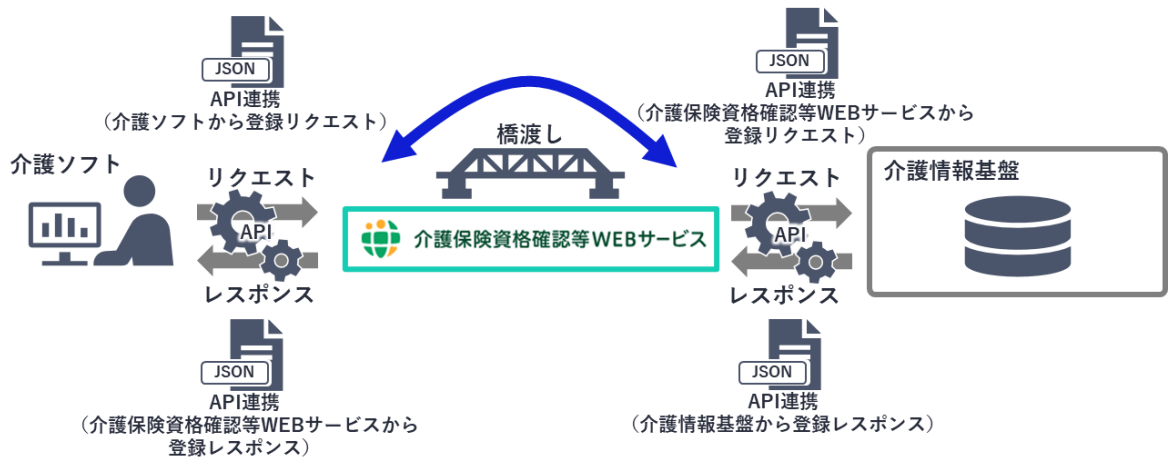 JSON
API連携
（介護ソフトから登録リクエスト）
JSON
API連携
（介護保険資格確認等WEBサービスから
登録リクエスト）
橋渡し
介護ソフト
リクエスト
API
レスポンス
介護保険資格確認等WEBサービス
リクエスト
API
レスポンス
介護情報基盤
JSON
API連携
（介護保険資格確認等WEBサービスから
登録レスポンス）
JSON
API連携
（介護情報基盤から登録レスポンス）